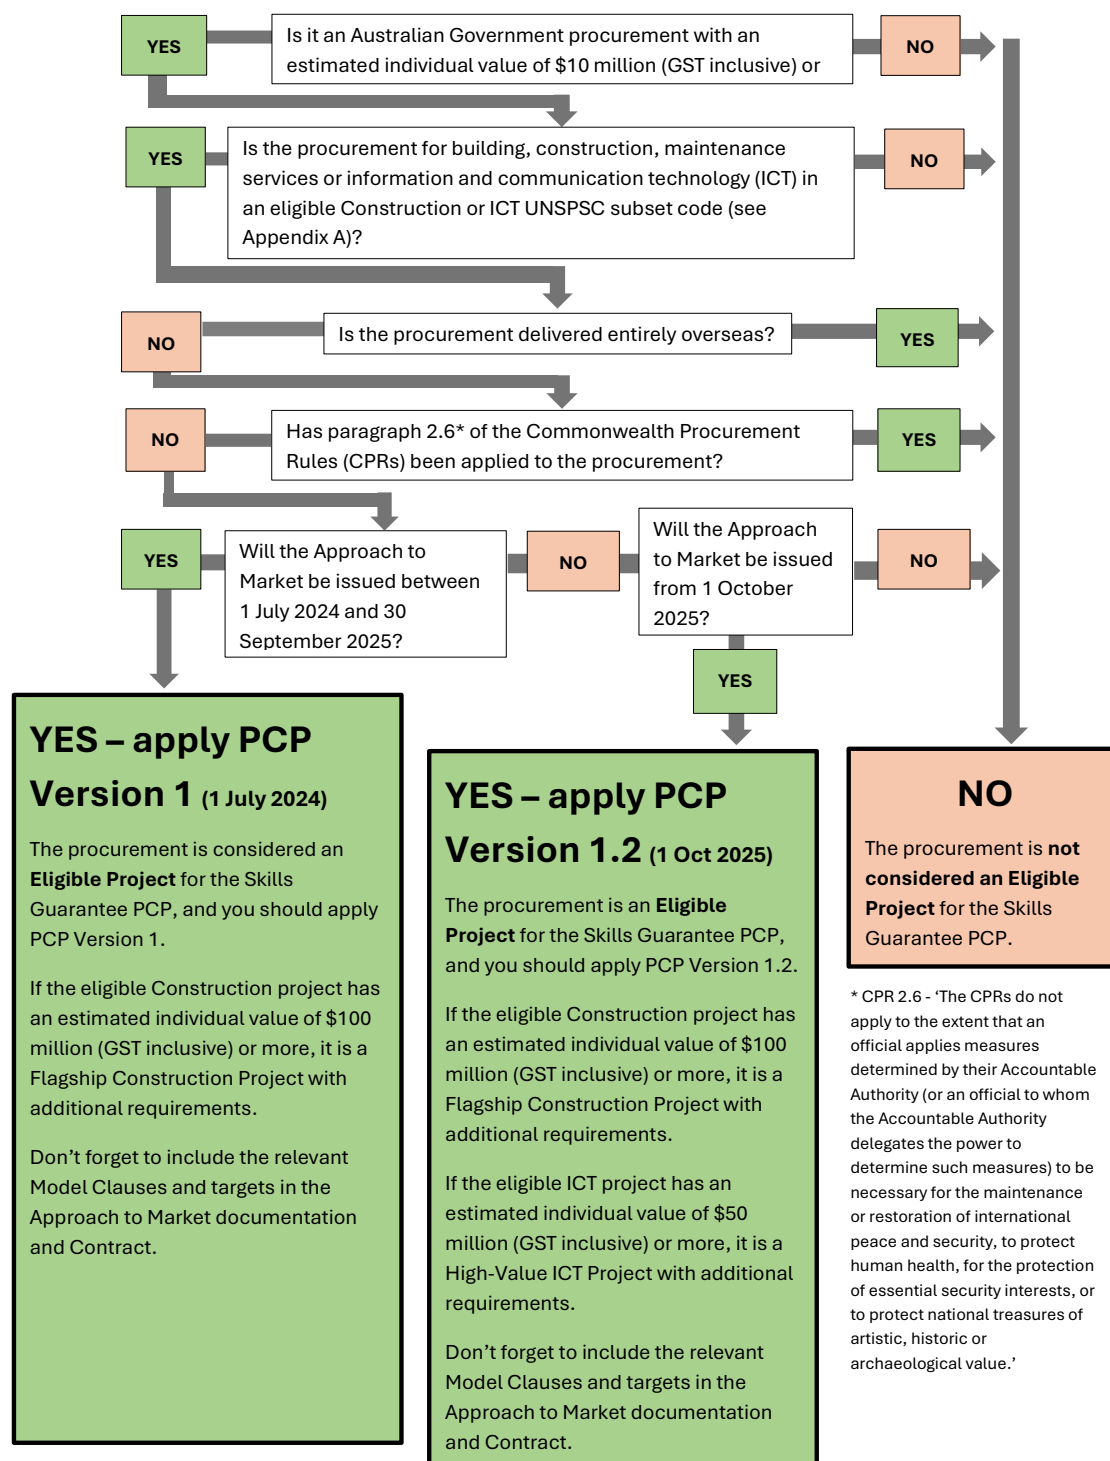 YES
Is it an Australian Government procurement with an
estimated individual value of $10 million (GST inclusive) or
NO
YES
Is the procurement for building, construction, maintenance
services or information and communication technology (ICT) in
an eligible Construction or ICT UNSPSC subset code (see
Appendix A)?
NO
NO
Is the procurement delivered entirely overseas?
YES
NO
Has paragraph 2.6* of the Commonwealth Procurement
Rules (CPRs) been applied to the procurement?
YES
YES
Will the Approach to
Market be issued between
1 July 2024 and 30
September 2025?
NO
Will the Approach
to Market be issued
from 1 October
2025?
NO
YES
YES – apply PCP
Version 1 (1 July 2024)
The procurement is considered an
Eligible Project for the Skills
Guarantee PCP, and you should apply
PCP Version 1.
If the eligible Construction project has
an estimated individual value of $100
million (GST inclusive) or more, it is a
Flagship Construction Project with
additional requirements.
Don’t forget to include the relevant
Model Clauses and targets in the
Approach to Market documentation
and Contract.
YES – apply PCP
Version 1.2 (1 Oct 2025)
The procurement is an Eligible
Project for the Skills Guarantee PCP,
and you should apply PCP Version 1.2.
If the eligible Construction project has
an estimated individual value of $100
million (GST inclusive) or more, it is a
Flagship Construction Project with
additional requirements.
If the eligible ICT project has an
estimated individual value of $50
million (GST inclusive) or more, it is a
High-Value ICT Project with additional
requirements.
Don’t forget to include the relevant
Model Clauses and targets in the
Approach to Market documentation
and Contract.
NO
The procurement is not
considered an Eligible
Project for the Skills
Guarantee PCP.
* CPR 2.6 - ‘The CPRs do not
apply to the extent that an
official applies measures
determined by their Accountable
Authority (or an official to whom
the Accountable Authority
delegates the power to
determine such measures) to be
necessary for the maintenance
or restoration of international
peace and security, to protect
human health, for the protection
of essential security interests, or
to protect national treasures of
artistic, historic or
archaeological value.’